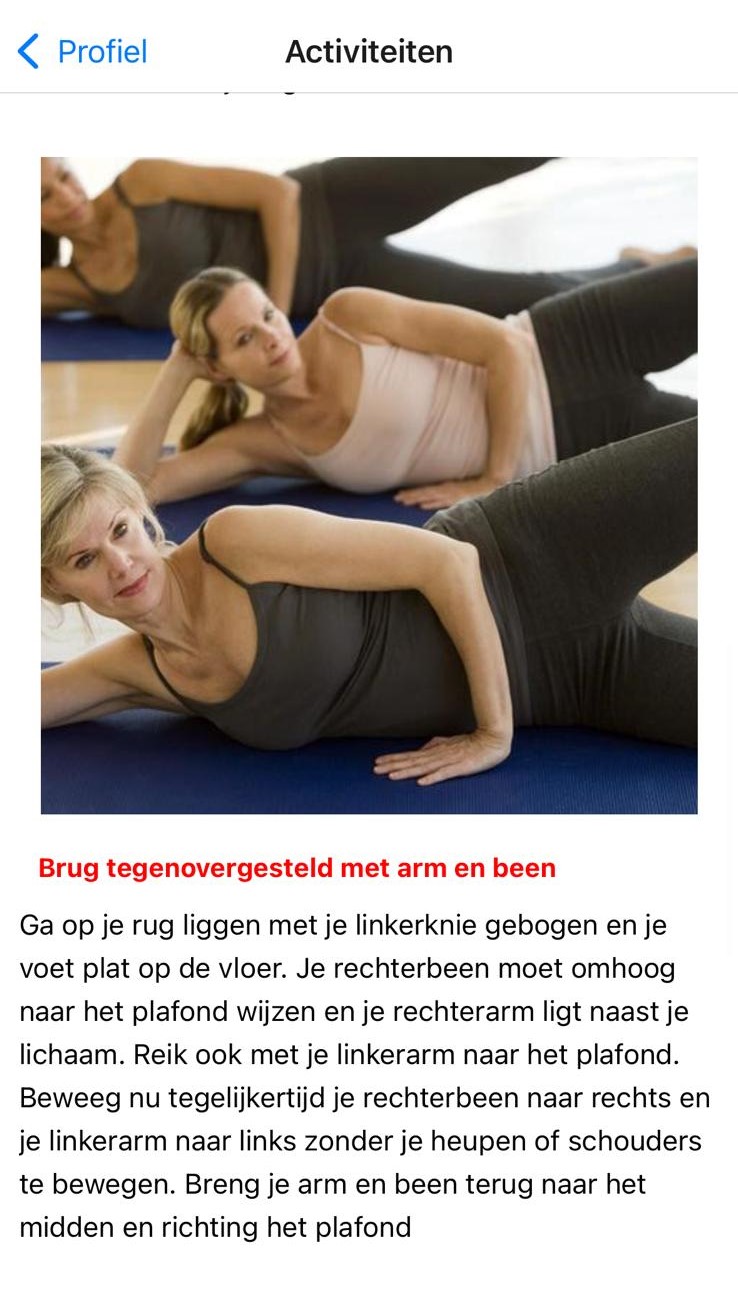 Profiel
Activiteiten
Brug tegenovergesteld met arm en been
Ga op je rug liggen met je linkerknie gebogen en je
voet plat op de vloer. Je rechterbeen moet omhoog
naar het plafond wijzen en je rechterarm ligt naast je
lichaam. Reik ook met je linkerarm naar het plafond.
Beweeg nu tegelijkertijd je rechterbeen naar rechts en
je linkerarm naar links zonder je heupen of schouders
te bewegen. Breng je arm en been terug naar het
midden en richting het plafond